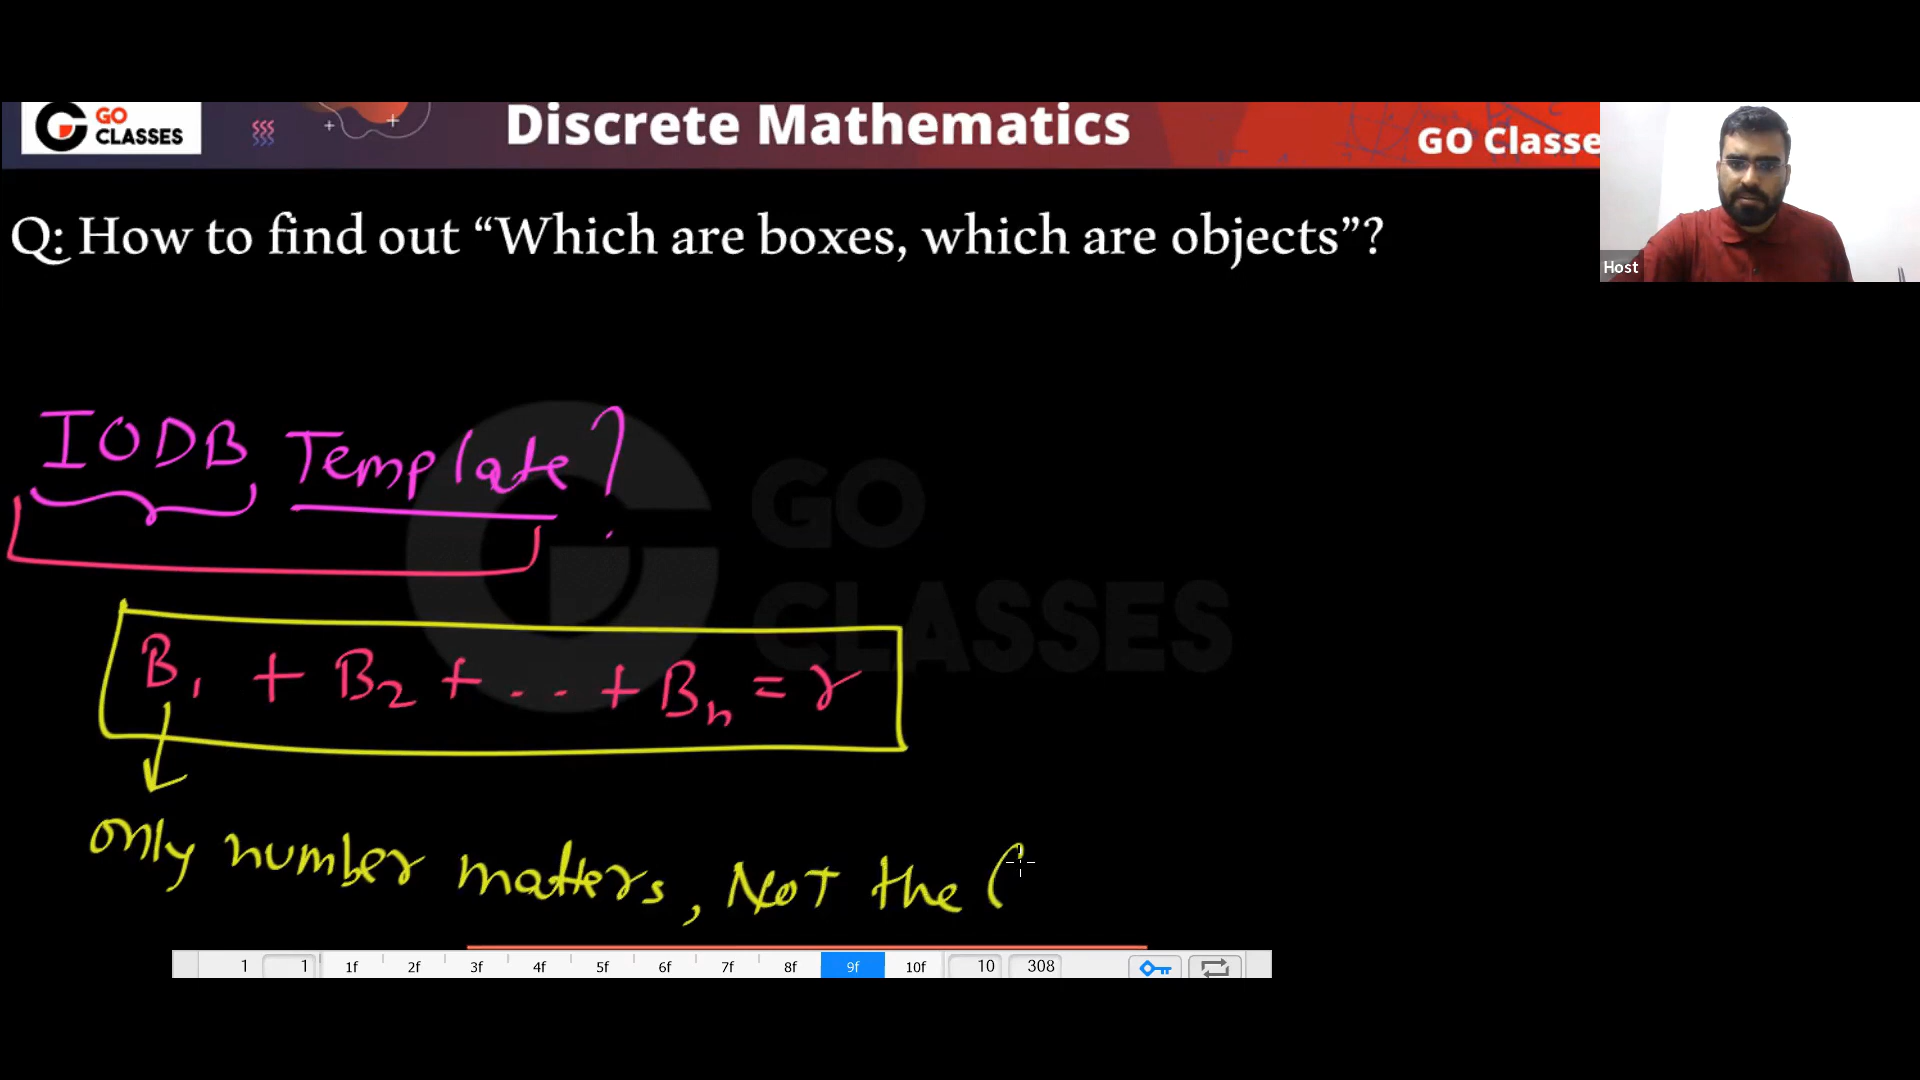 GO
CLASSES
Discrete Mathematics
GO Classe
Host
Q: How to find out “Which are boxes, which are objects”?
IODB Template?
GO
CLASSES
B1 + B2 + .. + Bn = r
only number matters, NOT the
1 1 1f 2f 3f 4f 5f 6f 7f 8f 9f 10f 10 308